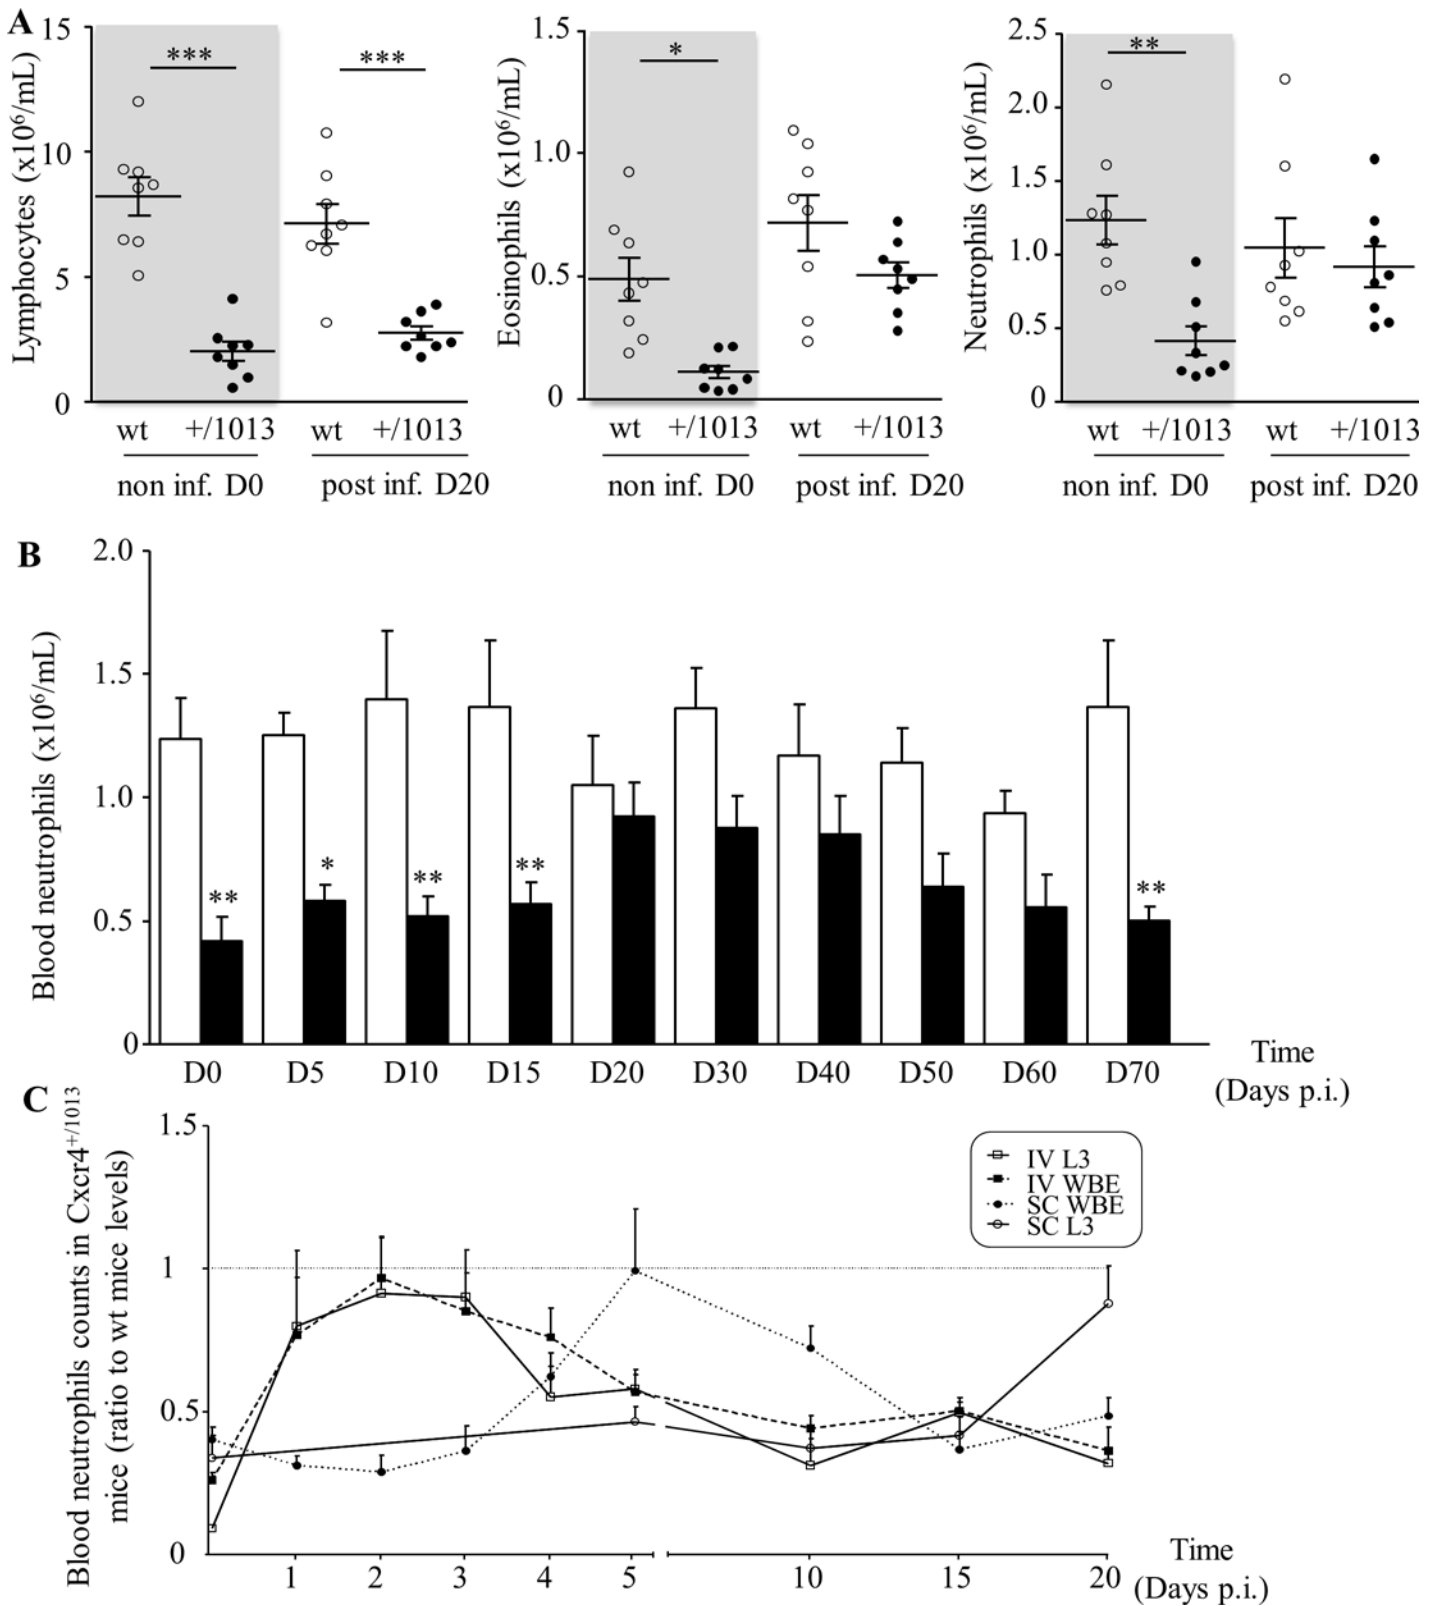 A
Lymphocytes (x10⁶/mL)
15
10
5
0
***
***
wt +/1013 wt +/1013
non inf. D0 post inf. D20
Eosinophils (x10⁶/mL)
1.5
1.0
0.5
0
*
wt +/1013 wt +/1013
non inf. D0 post inf. D20
Neutrophils (x10⁶/mL)
2.5
2.0
1.5
1.0
0.5
0
**
wt +/1013 wt +/1013
non inf. D0 post inf. D20
B
Blood neutrophils (x10⁶/mL)
2.0
1.5
1.0
0.5
0
** * ** ** **
D0 D5 D10 D15 D20 D30 D40 D50 D60 D70
Time
(Days p.i.)
C
Blood neutrophils counts in Cxcr4⁺/¹⁰¹³
mice (ratio to wt mice levels)
1.5
1
0.5
0
IV L3
IV WBE
SC WBE
SC L3
1 2 3 4 5 10 15 20
Time
(Days p.i.)